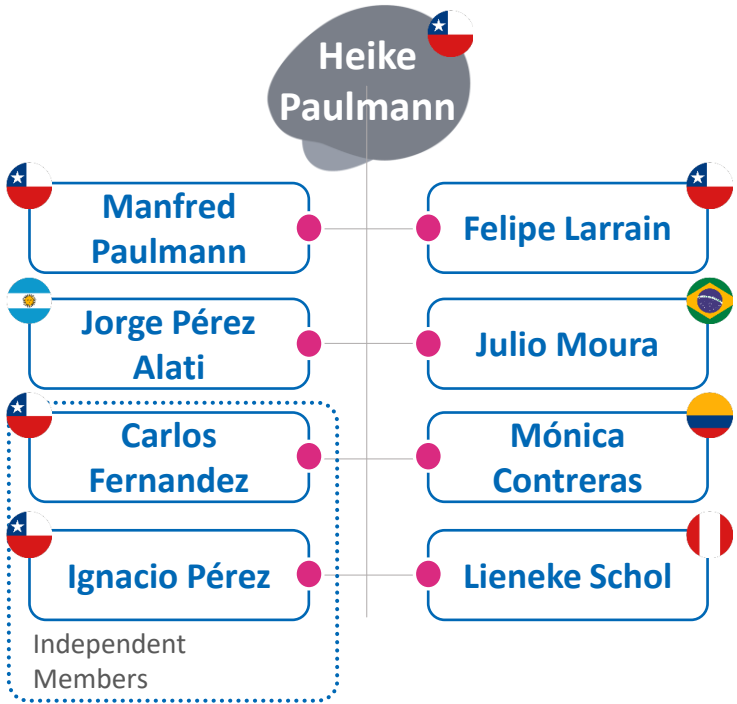 Heike
Paulmann
Manfred
Paulmann
Felipe Larrain
Jorge Pérez
Alati
Julio Moura
Carlos
Fernandez
Mónica
Contreras
Ignacio Pérez
Lieneke Schol
Independent
Members